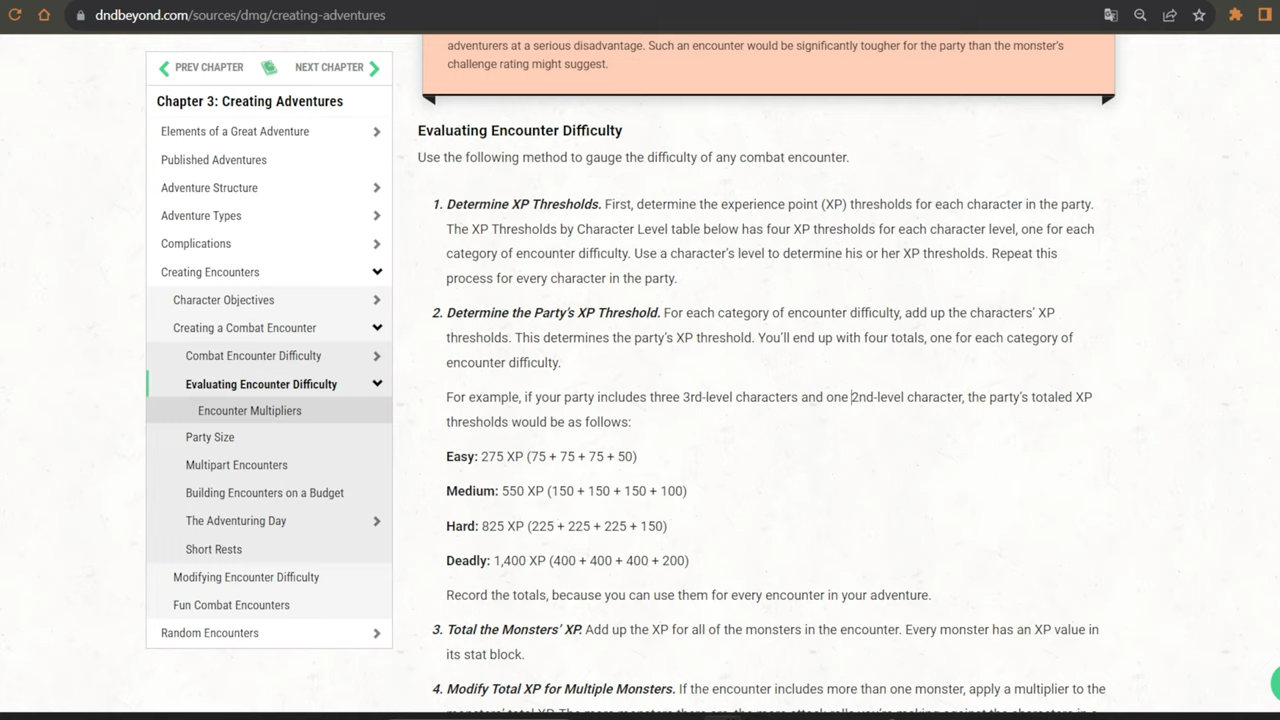 dndbeyond.com/sources/dmg/creating-adventures
PREV CHAPTER
NEXT CHAPTER
Chapter 3: Creating Adventures
Elements of a Great Adventure
Published Adventures
Adventure Structure
Adventure Types
Complications
Creating Encounters
Character Objectives
Creating a Combat Encounter
Combat Encounter Difficulty
Evaluating Encounter Difficulty
Encounter Multipliers
Party Size
Multipart Encounters
Building Encounters on a Budget
The Adventuring Day
Short Rests
Modifying Encounter Difficulty
Fun Combat Encounters
Random Encounters
adventurers at a serious disadvantage. Such an encounter would be significantly tougher for the party than the monster's
challenge rating might suggest.
Evaluating Encounter Difficulty
Use the following method to gauge the difficulty of any combat encounter.
1. Determine XP Thresholds. First, determine the experience point (XP) thresholds for each character in the party.
The XP Thresholds by Character Level table below has four XP thresholds for each character level, one for each
category of encounter difficulty. Use a character's level to determine his or her XP thresholds. Repeat this
process for every character in the party.
2. Determine the Party's XP Threshold. For each category of encounter difficulty, add up the characters' XP
thresholds. This determines the party's XP threshold. You'll end up with four totals, one for each category of
encounter difficulty.
For example, if your party includes three 3rd-level characters and one 2nd-level character, the party's totaled XP
thresholds would be as follows:
Easy: 275 XP (75 + 75 + 75 + 50)
Medium: 550 XP (150 + 150 + 150 + 100)
Hard: 825 XP (225 + 225 + 225 + 150)
Deadly: 1,400 XP (400 + 400 + 400 + 200)
Record the totals, because you can use them for every encounter in your adventure.
3. Total the Monsters' XP. Add up the XP for all of the monsters in the encounter. Every monster has an XP value in
its stat block.
4. Modify Total XP for Multiple Monsters. If the encounter includes more than one monster, apply a multiplier to the